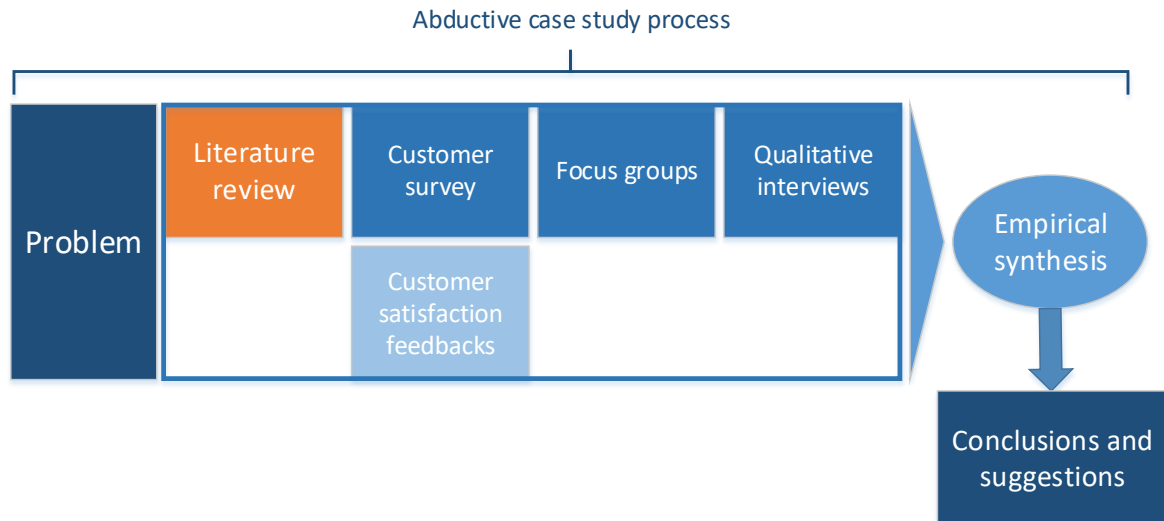 Abductive case study process
Problem
Literature
review
Customer
survey
Focus groups
Qualitative
interviews
Customer
satisfaction
feedbacks
Empirical
synthesis
Conclusions and
suggestions